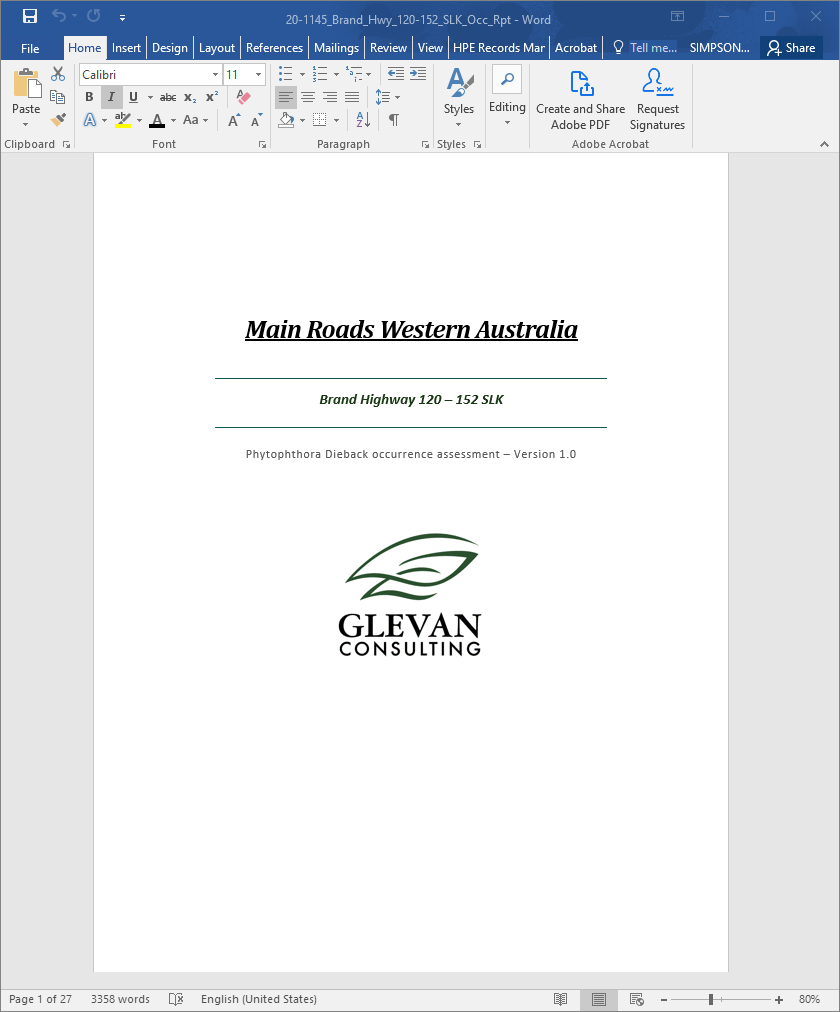 20-1145_Brand_Hwy_120-152_SLK_Occ_Rpt - Word
File Home Insert Design Layout References Mailings Review View HPE Records Mar Acrobat Tell me... SIMPSON... Share
Calibri 11
Paste
B I U abc x₂ x²
A ab A Aa A A
Styles
Editing
Create and Share Adobe PDF
Request Signatures
A Z ¶
Clipboard Font Paragraph Styles Adobe Acrobat
Main Roads Western Australia
Brand Highway 120 – 152 SLK
Phytophthora Dieback occurrence assessment – Version 1.0
GLEVAN
CONSULTING
Page 1 of 27 3358 words English (United States) 80%